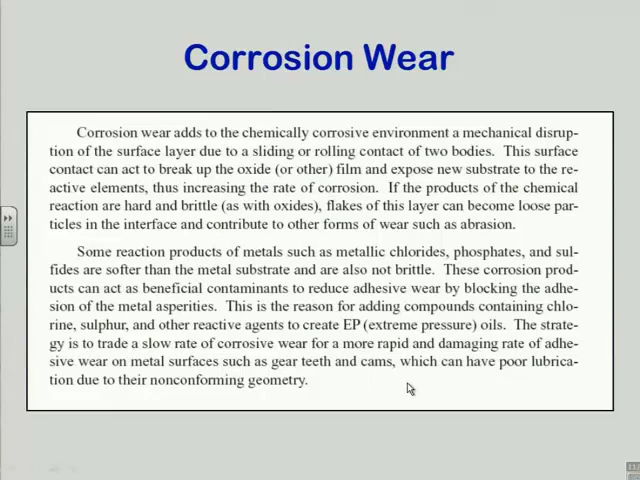 Corrosion Wear
Corrosion wear adds to the chemically corrosive environment a mechanical disrup-
tion of the surface layer due to a sliding or rolling contact of two bodies. This surface
contact can act to break up the oxide (or other) film and expose new substrate to the re-
active elements, thus increasing the rate of corrosion. If the products of the chemical
reaction are hard and brittle (as with oxides), flakes of this layer can become loose par-
ticles in the interface and contribute to other forms of wear such as abrasion.
Some reaction products of metals such as metallic chlorides, phosphates, and sul-
fides are softer than the metal substrate and are also not brittle. These corrosion prod-
ucts can act as beneficial contaminants to reduce adhesive wear by blocking the adhe-
sion of the metal asperities. This is the reason for adding compounds containing chlo-
rine, sulphur, and other reactive agents to create EP (extreme pressure) oils. The strate-
gy is to trade a slow rate of corrosive wear for a more rapid and damaging rate of adhe-
sive wear on metal surfaces such as gear teeth and cams, which can have poor lubrica-
tion due to their nonconforming geometry.